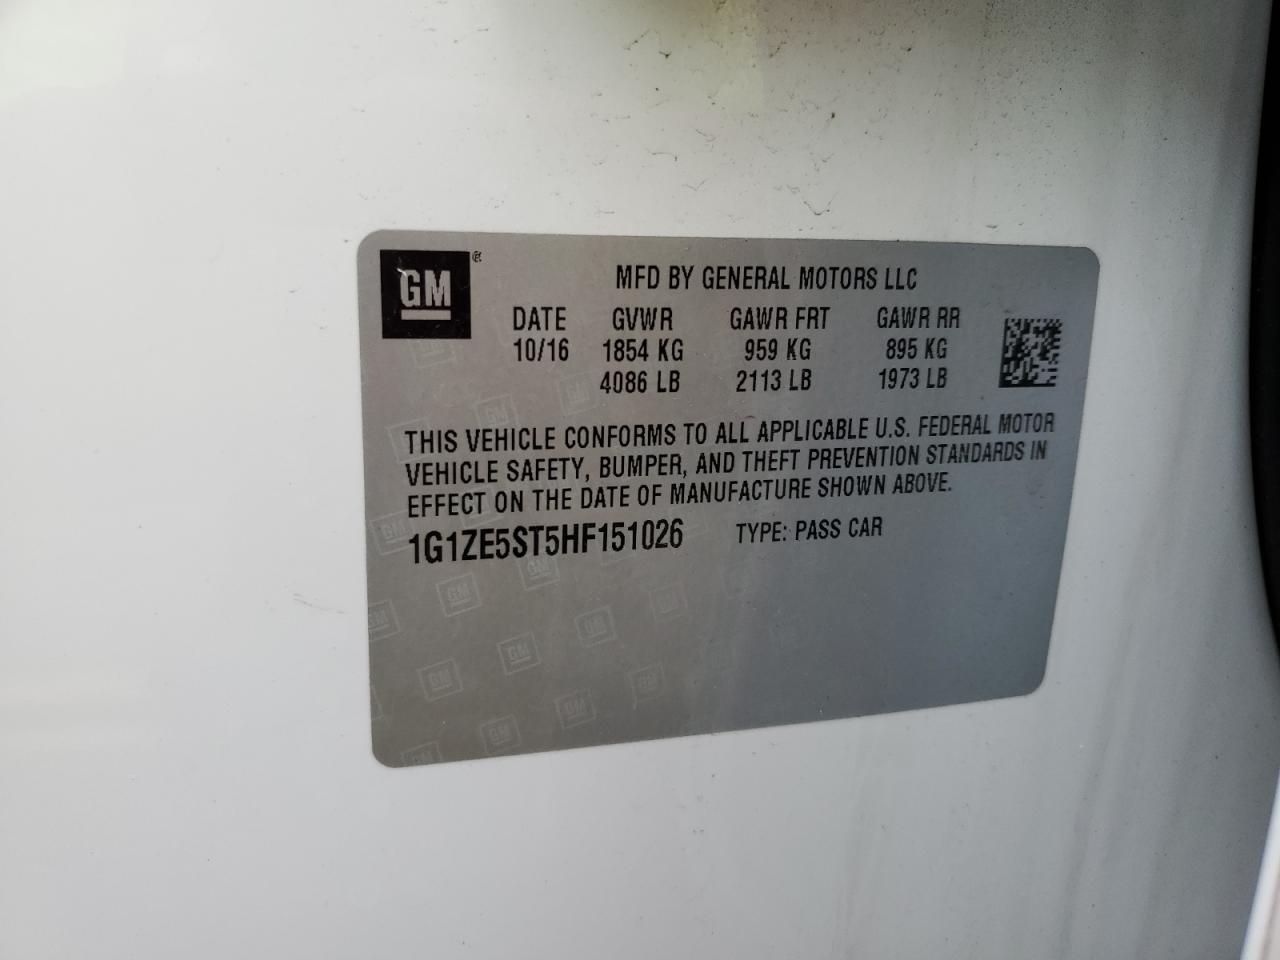 GM®
MFD BY GENERAL MOTORS LLC
DATE GVWR GAWR FRT GAWR RR
10/16 1854 KG 959 KG 895 KG
4086 LB 2113 LB 1973 LB
THIS VEHICLE CONFORMS TO ALL APPLICABLE U.S. FEDERAL MOTOR
VEHICLE SAFETY, BUMPER, AND THEFT PREVENTION STANDARDS IN
EFFECT ON THE DATE OF MANUFACTURE SHOWN ABOVE.
1G1ZE5ST5HF151026 TYPE: PASS CAR